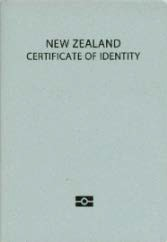 NEW ZEALAND
CERTIFICATE OF IDENTITY